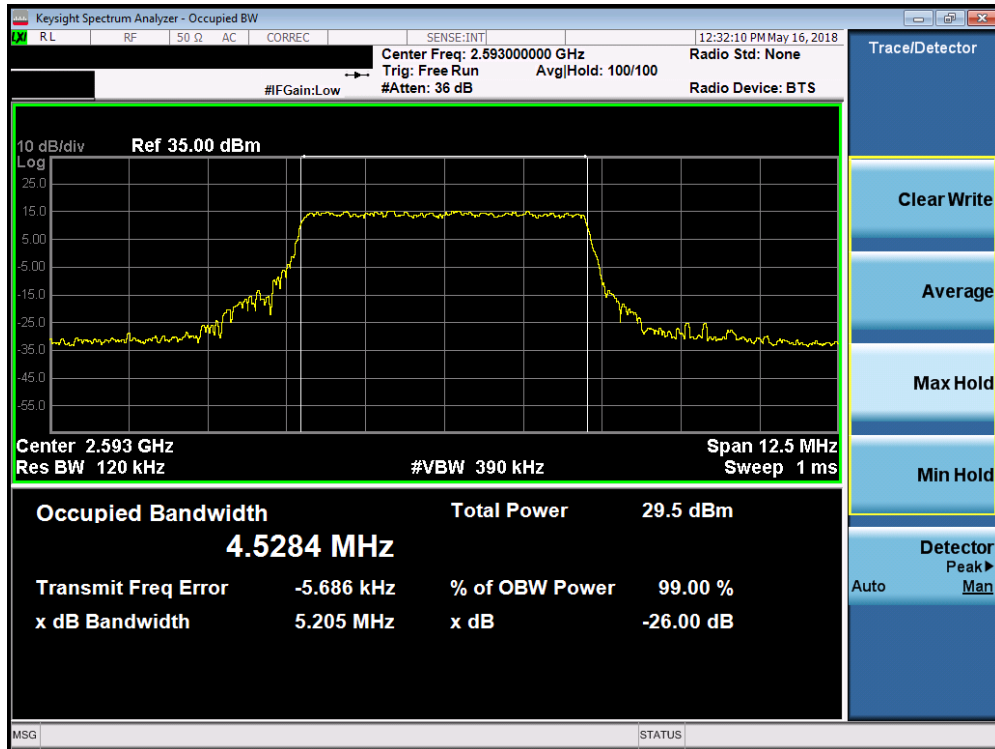 Keysight Spectrum Analyzer - Occupied BW
LXI RL RF 50 Ω AC CORREC SENSE:INT 12:32:10 PM May 16, 2018
Center Freq: 2.593000000 GHz Radio Std: None
Trig: Free Run Avg|Hold: 100/100
#IFGain:Low #Atten: 36 dB Radio Device: BTS
10 dB/div Ref 35.00 dBm
Log
25.0
15.0
5.00
-5.00
-15.0
-25.0
-35.0
-45.0
-55.0
Center 2.593 GHz Span 12.5 MHz
Res BW 120 kHz #VBW 390 kHz Sweep 1 ms
Occupied Bandwidth Total Power 29.5 dBm
4.5284 MHz
Transmit Freq Error -5.686 kHz % of OBW Power 99.00 %
x dB Bandwidth 5.205 MHz x dB -26.00 dB
MSG STATUS
Trace/Detector
Clear Write
Average
Max Hold
Min Hold
Detector
Peak▶
Auto Man